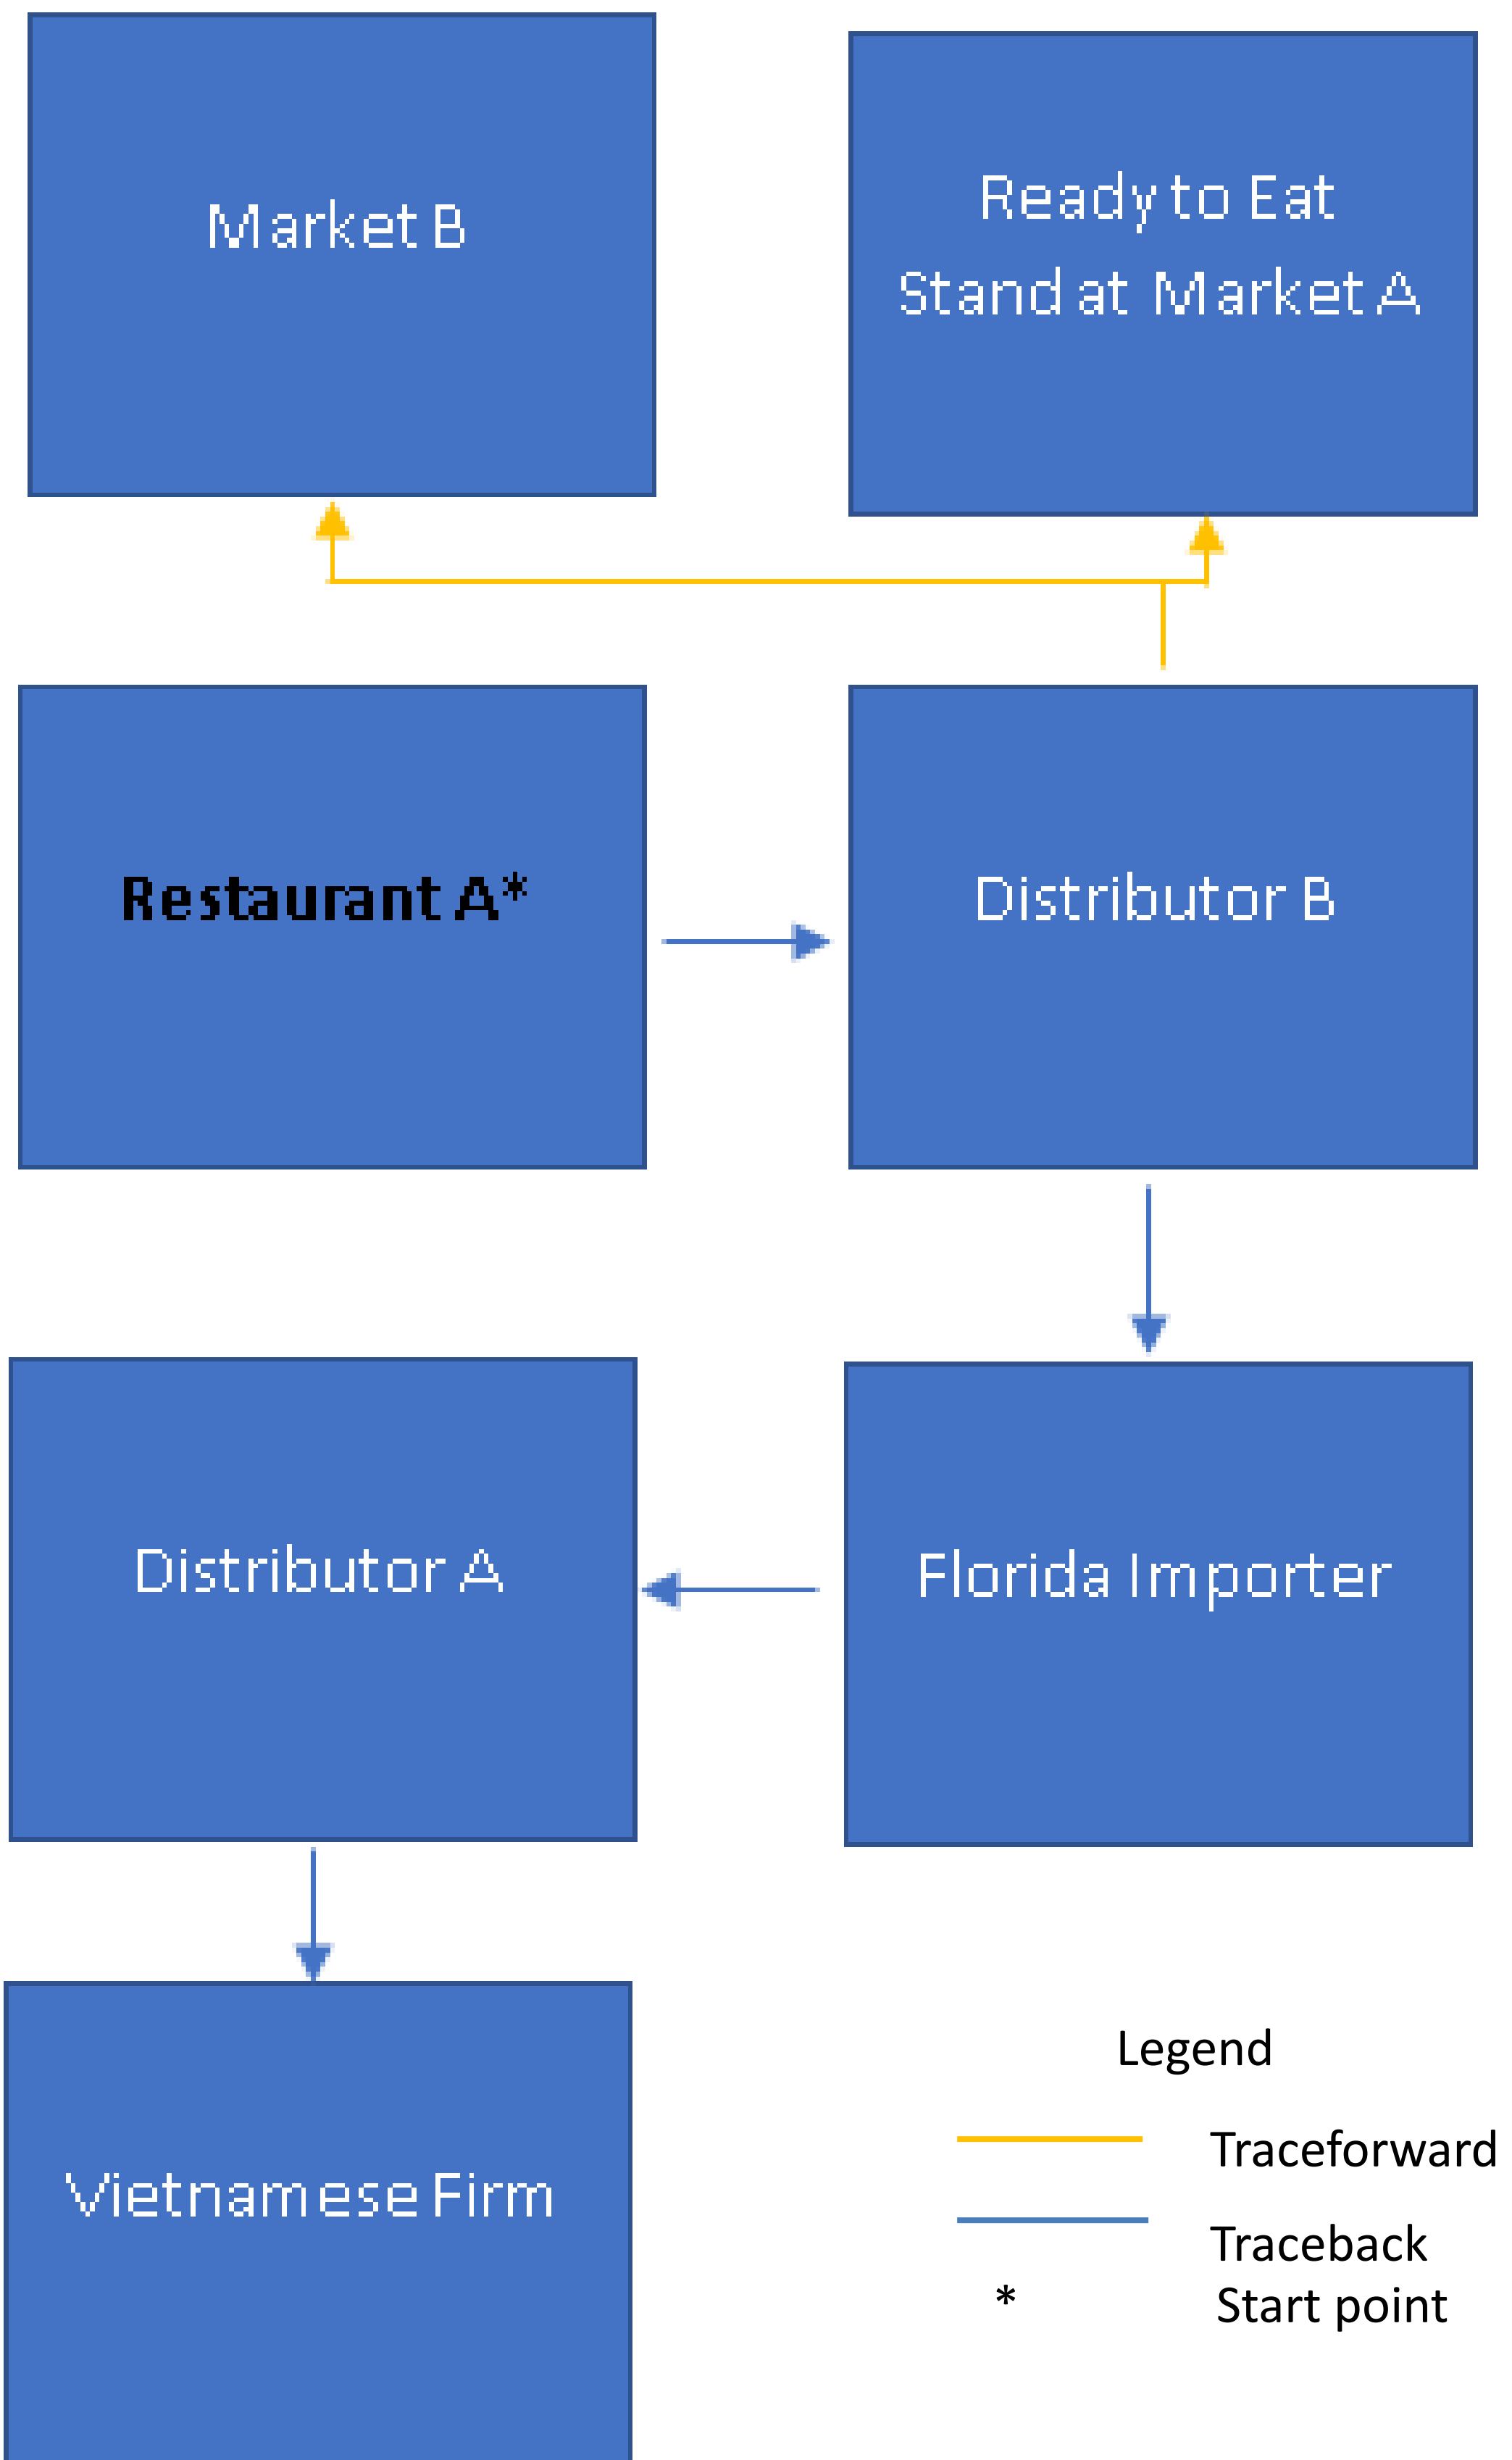 Market B
Ready to Eat
Stand at Market A
Restaurant A*
Distributor B
Distributor A
Florida Importer
Vietnamese Firm
Legend
Traceforward
Traceback
* Start point